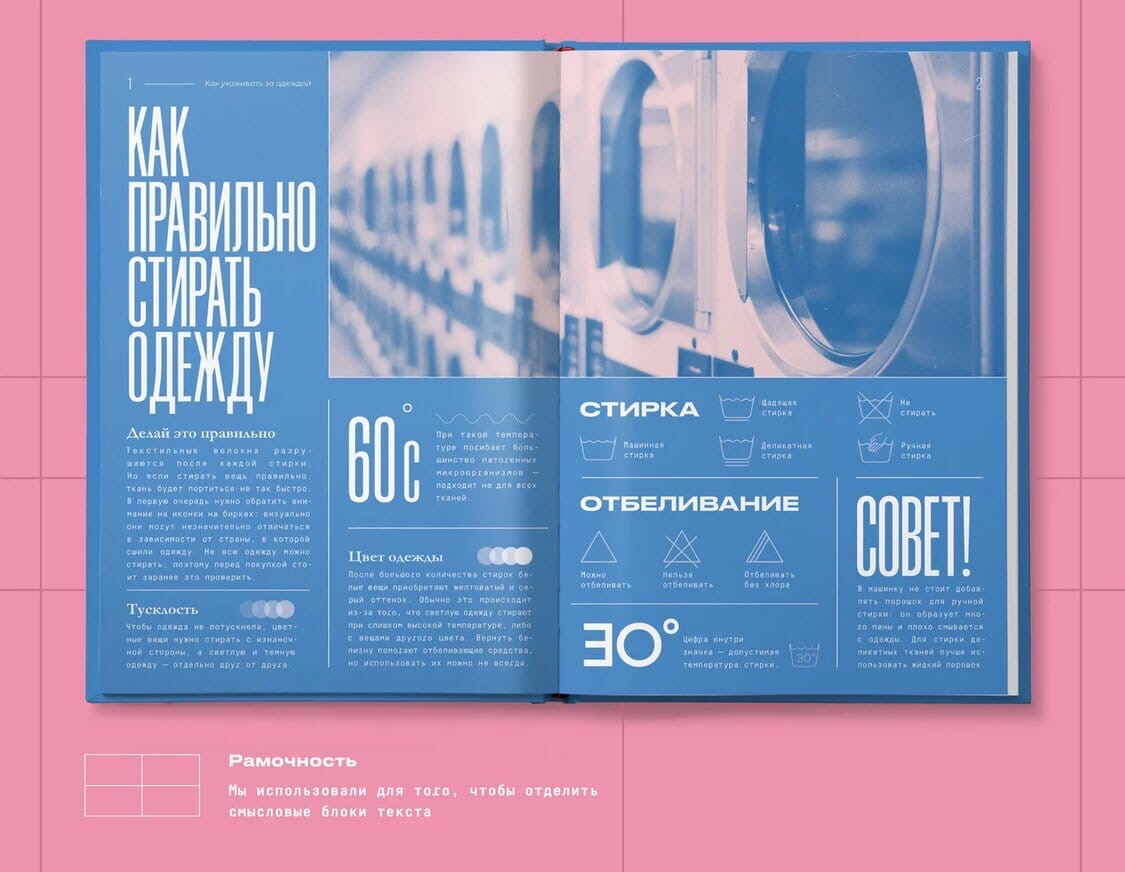 1
Как ухаживать за одеждой
КАК
ПРАВИЛЬНО
СТИРАТЬ
ОДЕЖДУ
Делай это правильно
Текстильные волокна разру-
шаются после каждой стирки.
Но если стирать вещь правильно,
ткань будет портиться не так быстро.
В первую очередь нужно обратить вни-
мание на иконки на бирках: визуально
они могут незначительно отличаться
в зависимости от страны, в которой
сшили одежду. Не всю одежду можно
стирать, поэтому перед покупкой сто-
ит заранее это проверить.
Тусклость
Чтобы одежда не потускнела, цвет-
ные вещи нужно стирать с изнаноч-
ной стороны, а светлую и темную
одежду — отдельно друг от друга.
60°С
При такой темпера-
туре погибает боль-
шинство патогенных
микроорганизмов —
подходит не для всех
тканей.
Цвет одежды
После большого количества стирок бе-
лые вещи приобретают желтоватый и се-
рый оттенок. Обычно это происходит
из-за того, что светлую одежду стирают
при слишком высокой температуре, либо
с вещами другого цвета. Вернуть бе-
лизну помогают отбеливающие средства,
но использовать их можно не всегда.
2
СТИРКА
Щадящая
стирка
Не
стирать
Машинная
стирка
Деликатная
стирка
Ручная
стирка
ОТБЕЛИВАНИЕ
Можно
отбеливать
Нельзя
отбеливать
Отбеливать
без хлора
30°
Цифра внутри
значка — допустимая
температура стирки.
30°
СОВЕТ!
В машинку не стоит добав-
лять порошок для ручной
стирки: он образует мно-
го пены и плохо смывается
с одежды. Для стирки де-
ликатных тканей лучше ис-
пользовать жидкий порошок.
Рамочность
Мы использовали для того, чтобы отделить
смысловые блоки текста